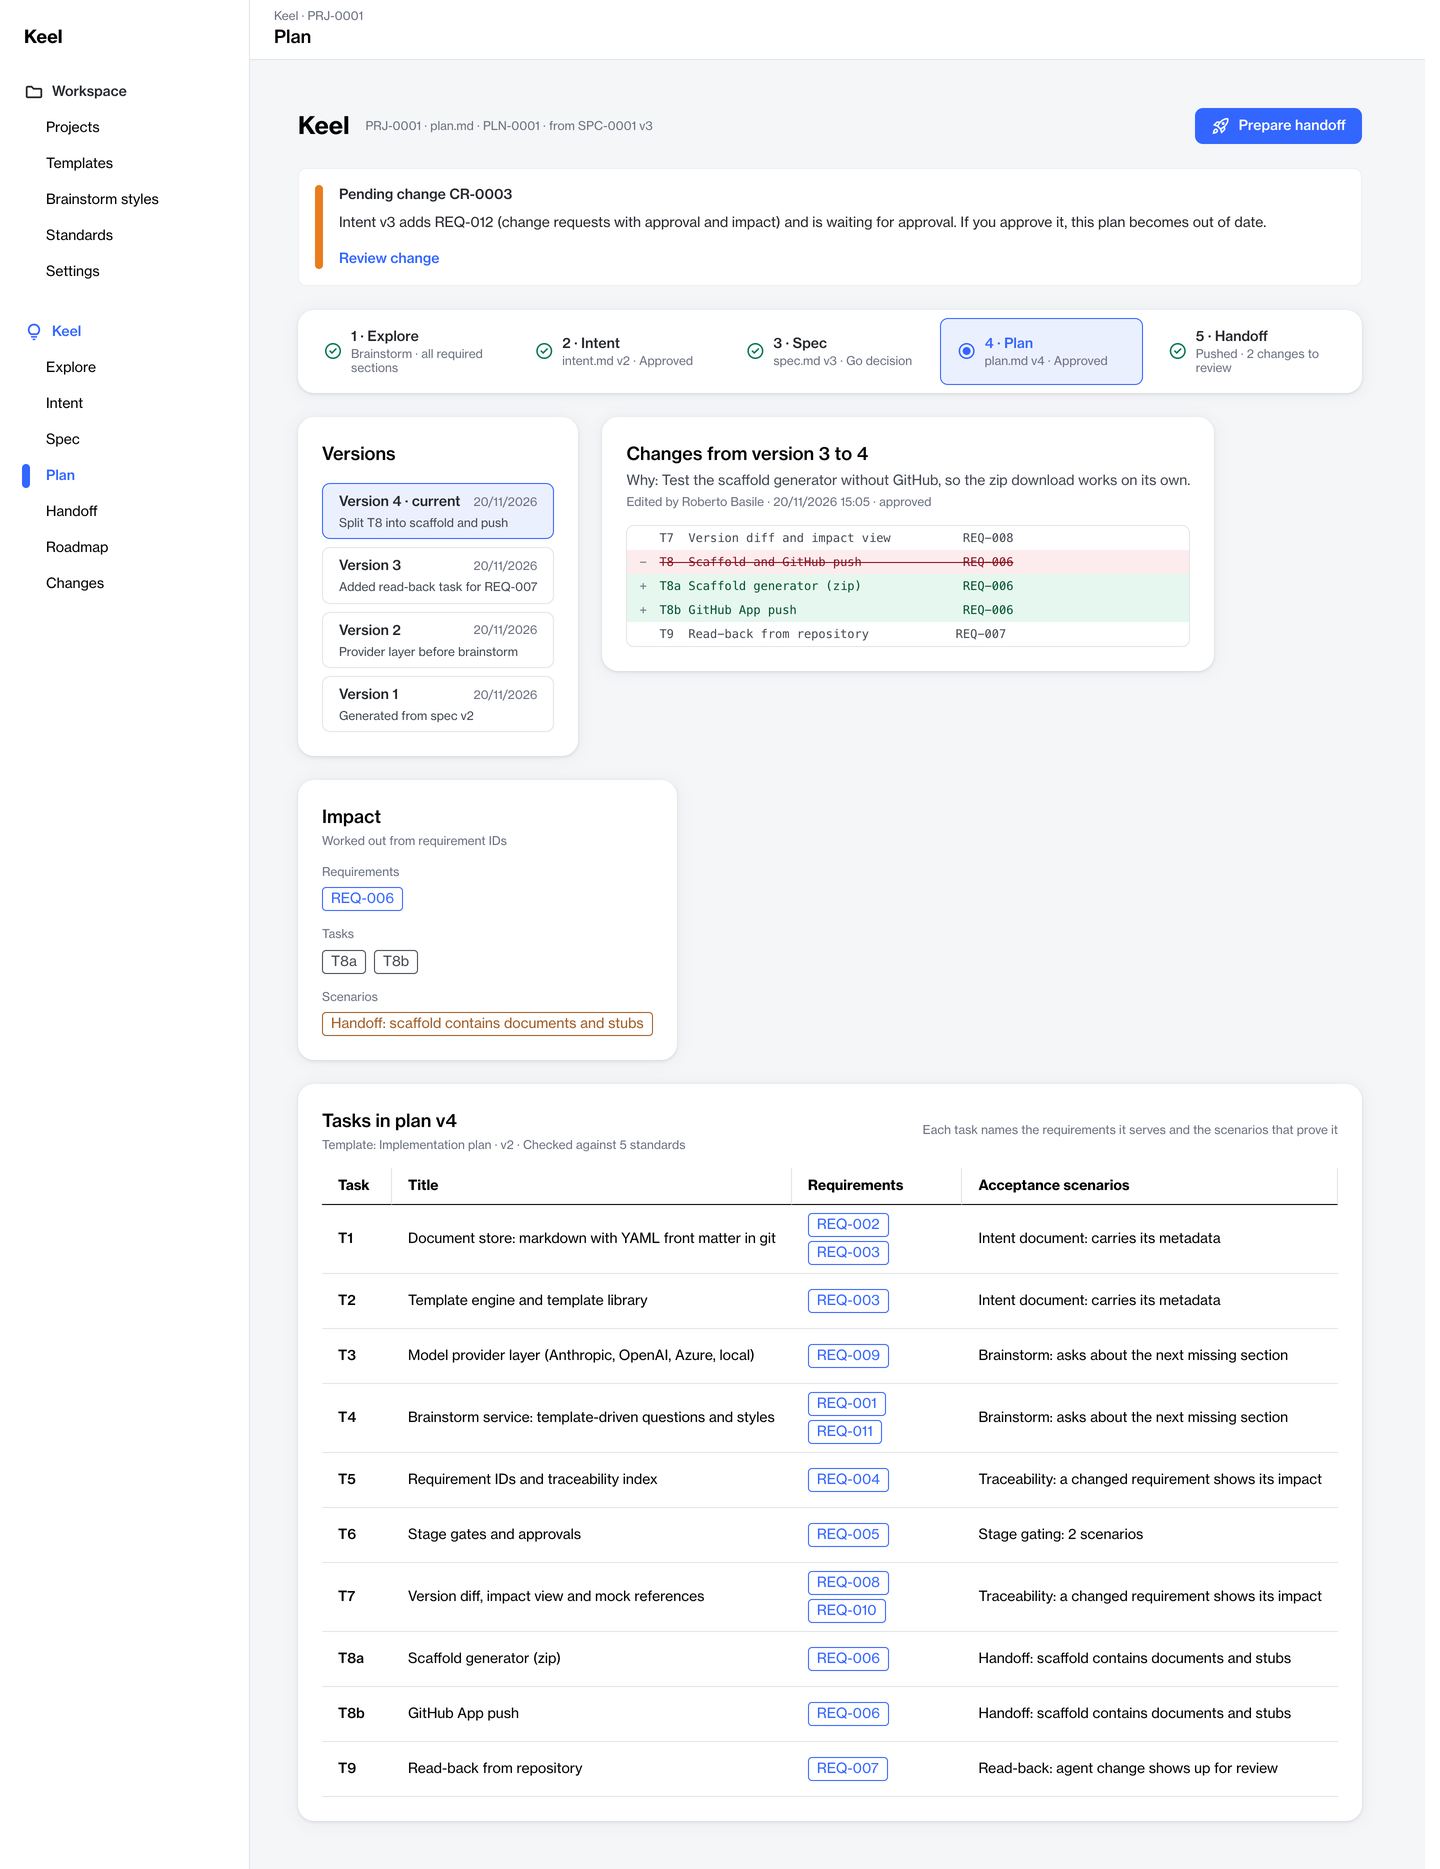 Keel
Workspace
Projects
Templates
Brainstorm styles
Standards
Settings
Keel
Explore
Intent
Spec
Plan
Handoff
Roadmap
Changes
Keel · PRJ-0001
Plan
Keel PRJ-0001 · plan.md · PLN-0001 · from SPC-0001 v3
Prepare handoff
Pending change CR-0003
Intent v3 adds REQ-012 (change requests with approval and impact) and is waiting for approval. If you approve it, this plan becomes out of date.
Review change
1 · Explore
Brainstorm · all required
sections
2 · Intent
intent.md v2 · Approved
3 · Spec
spec.md v3 · Go decision
4 · Plan
plan.md v4 · Approved
5 · Handoff
Pushed · 2 changes to
review
Versions
Version 4 · current 20/11/2026
Split T8 into scaffold and push
Version 3 20/11/2026
Added read-back task for REQ-007
Version 2 20/11/2026
Provider layer before brainstorm
Version 1 20/11/2026
Generated from spec v2
Changes from version 3 to 4
Why: Test the scaffold generator without GitHub, so the zip download works on its own.
Edited by Roberto Basile · 20/11/2026 15:05 · approved
T7 Version diff and impact view REQ-008
− T8 Scaffold and GitHub push REQ-006
+ T8a Scaffold generator (zip) REQ-006
+ T8b GitHub App push REQ-006
T9 Read-back from repository REQ-007
Impact
Worked out from requirement IDs
Requirements
REQ-006
Tasks
T8a T8b
Scenarios
Handoff: scaffold contains documents and stubs
Tasks in plan v4
Template: Implementation plan · v2 · Checked against 5 standards
Each task names the requirements it serves and the scenarios that prove it
Task Title Requirements Acceptance scenarios
T1 Document store: markdown with YAML front matter in git REQ-002 REQ-003 Intent document: carries its metadata
T2 Template engine and template library REQ-003 Intent document: carries its metadata
T3 Model provider layer (Anthropic, OpenAI, Azure, local) REQ-009 Brainstorm: asks about the next missing section
T4 Brainstorm service: template-driven questions and styles REQ-001 REQ-011 Brainstorm: asks about the next missing section
T5 Requirement IDs and traceability index REQ-004 Traceability: a changed requirement shows its impact
T6 Stage gates and approvals REQ-005 Stage gating: 2 scenarios
T7 Version diff, impact view and mock references REQ-008 REQ-010 Traceability: a changed requirement shows its impact
T8a Scaffold generator (zip) REQ-006 Handoff: scaffold contains documents and stubs
T8b GitHub App push REQ-006 Handoff: scaffold contains documents and stubs
T9 Read-back from repository REQ-007 Read-back: agent change shows up for review